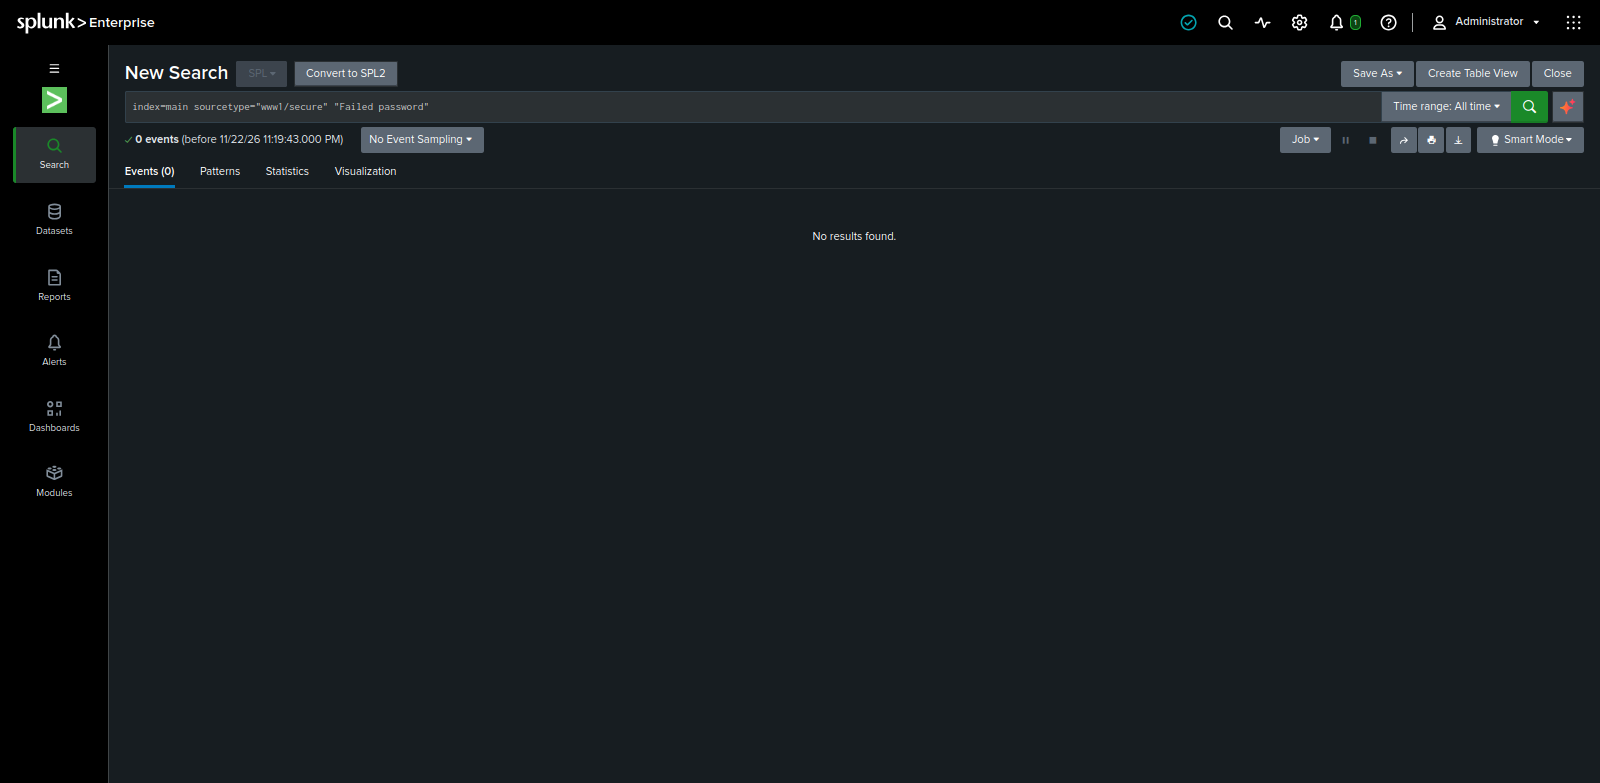 splunk>Enterprise
1
Administrator
New Search
SPL
Convert to SPL2
Save As
Create Table View
Close
index=main sourcetype="www1/secure" "Failed password"
Time range: All time
0 events (before 11/22/26 11:19:43.000 PM)
No Event Sampling
Job
Smart Mode
Events (0)
Patterns
Statistics
Visualization
No results found.
Search
Datasets
Reports
Alerts
Dashboards
Modules